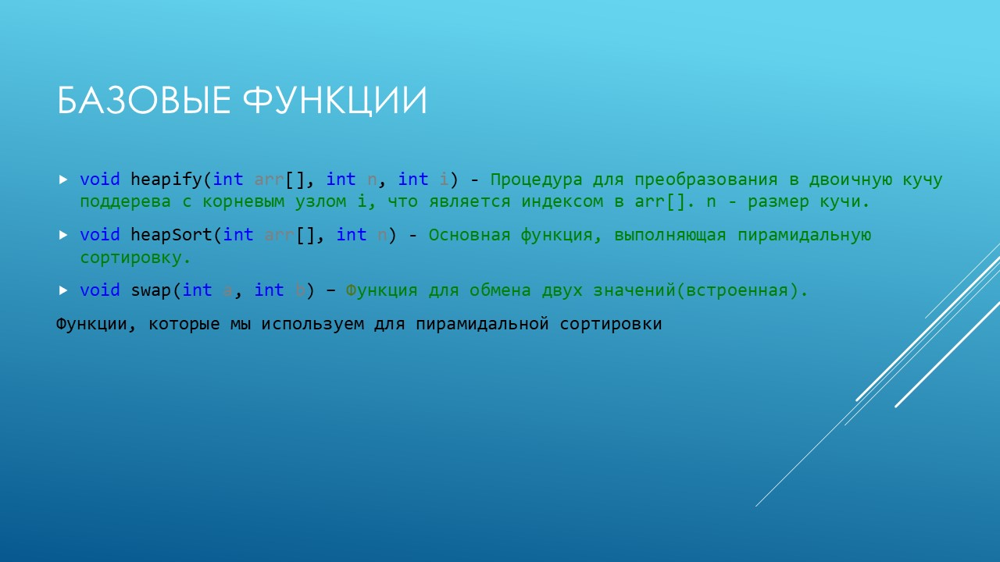 БАЗОВЫЕ ФУНКЦИИ
void heapify(int arr[], int n, int i) - Процедура для преобразования в двоичную кучу
поддерева с корневым узлом i, что является индексом в arr[]. n - размер кучи.
void heapSort(int arr[], int n) - Основная функция, выполняющая пирамидальную
сортировку.
void swap(int a, int b) – Функция для обмена двух значений(встроенная).
Функции, которые мы используем для пирамидальной сортировки